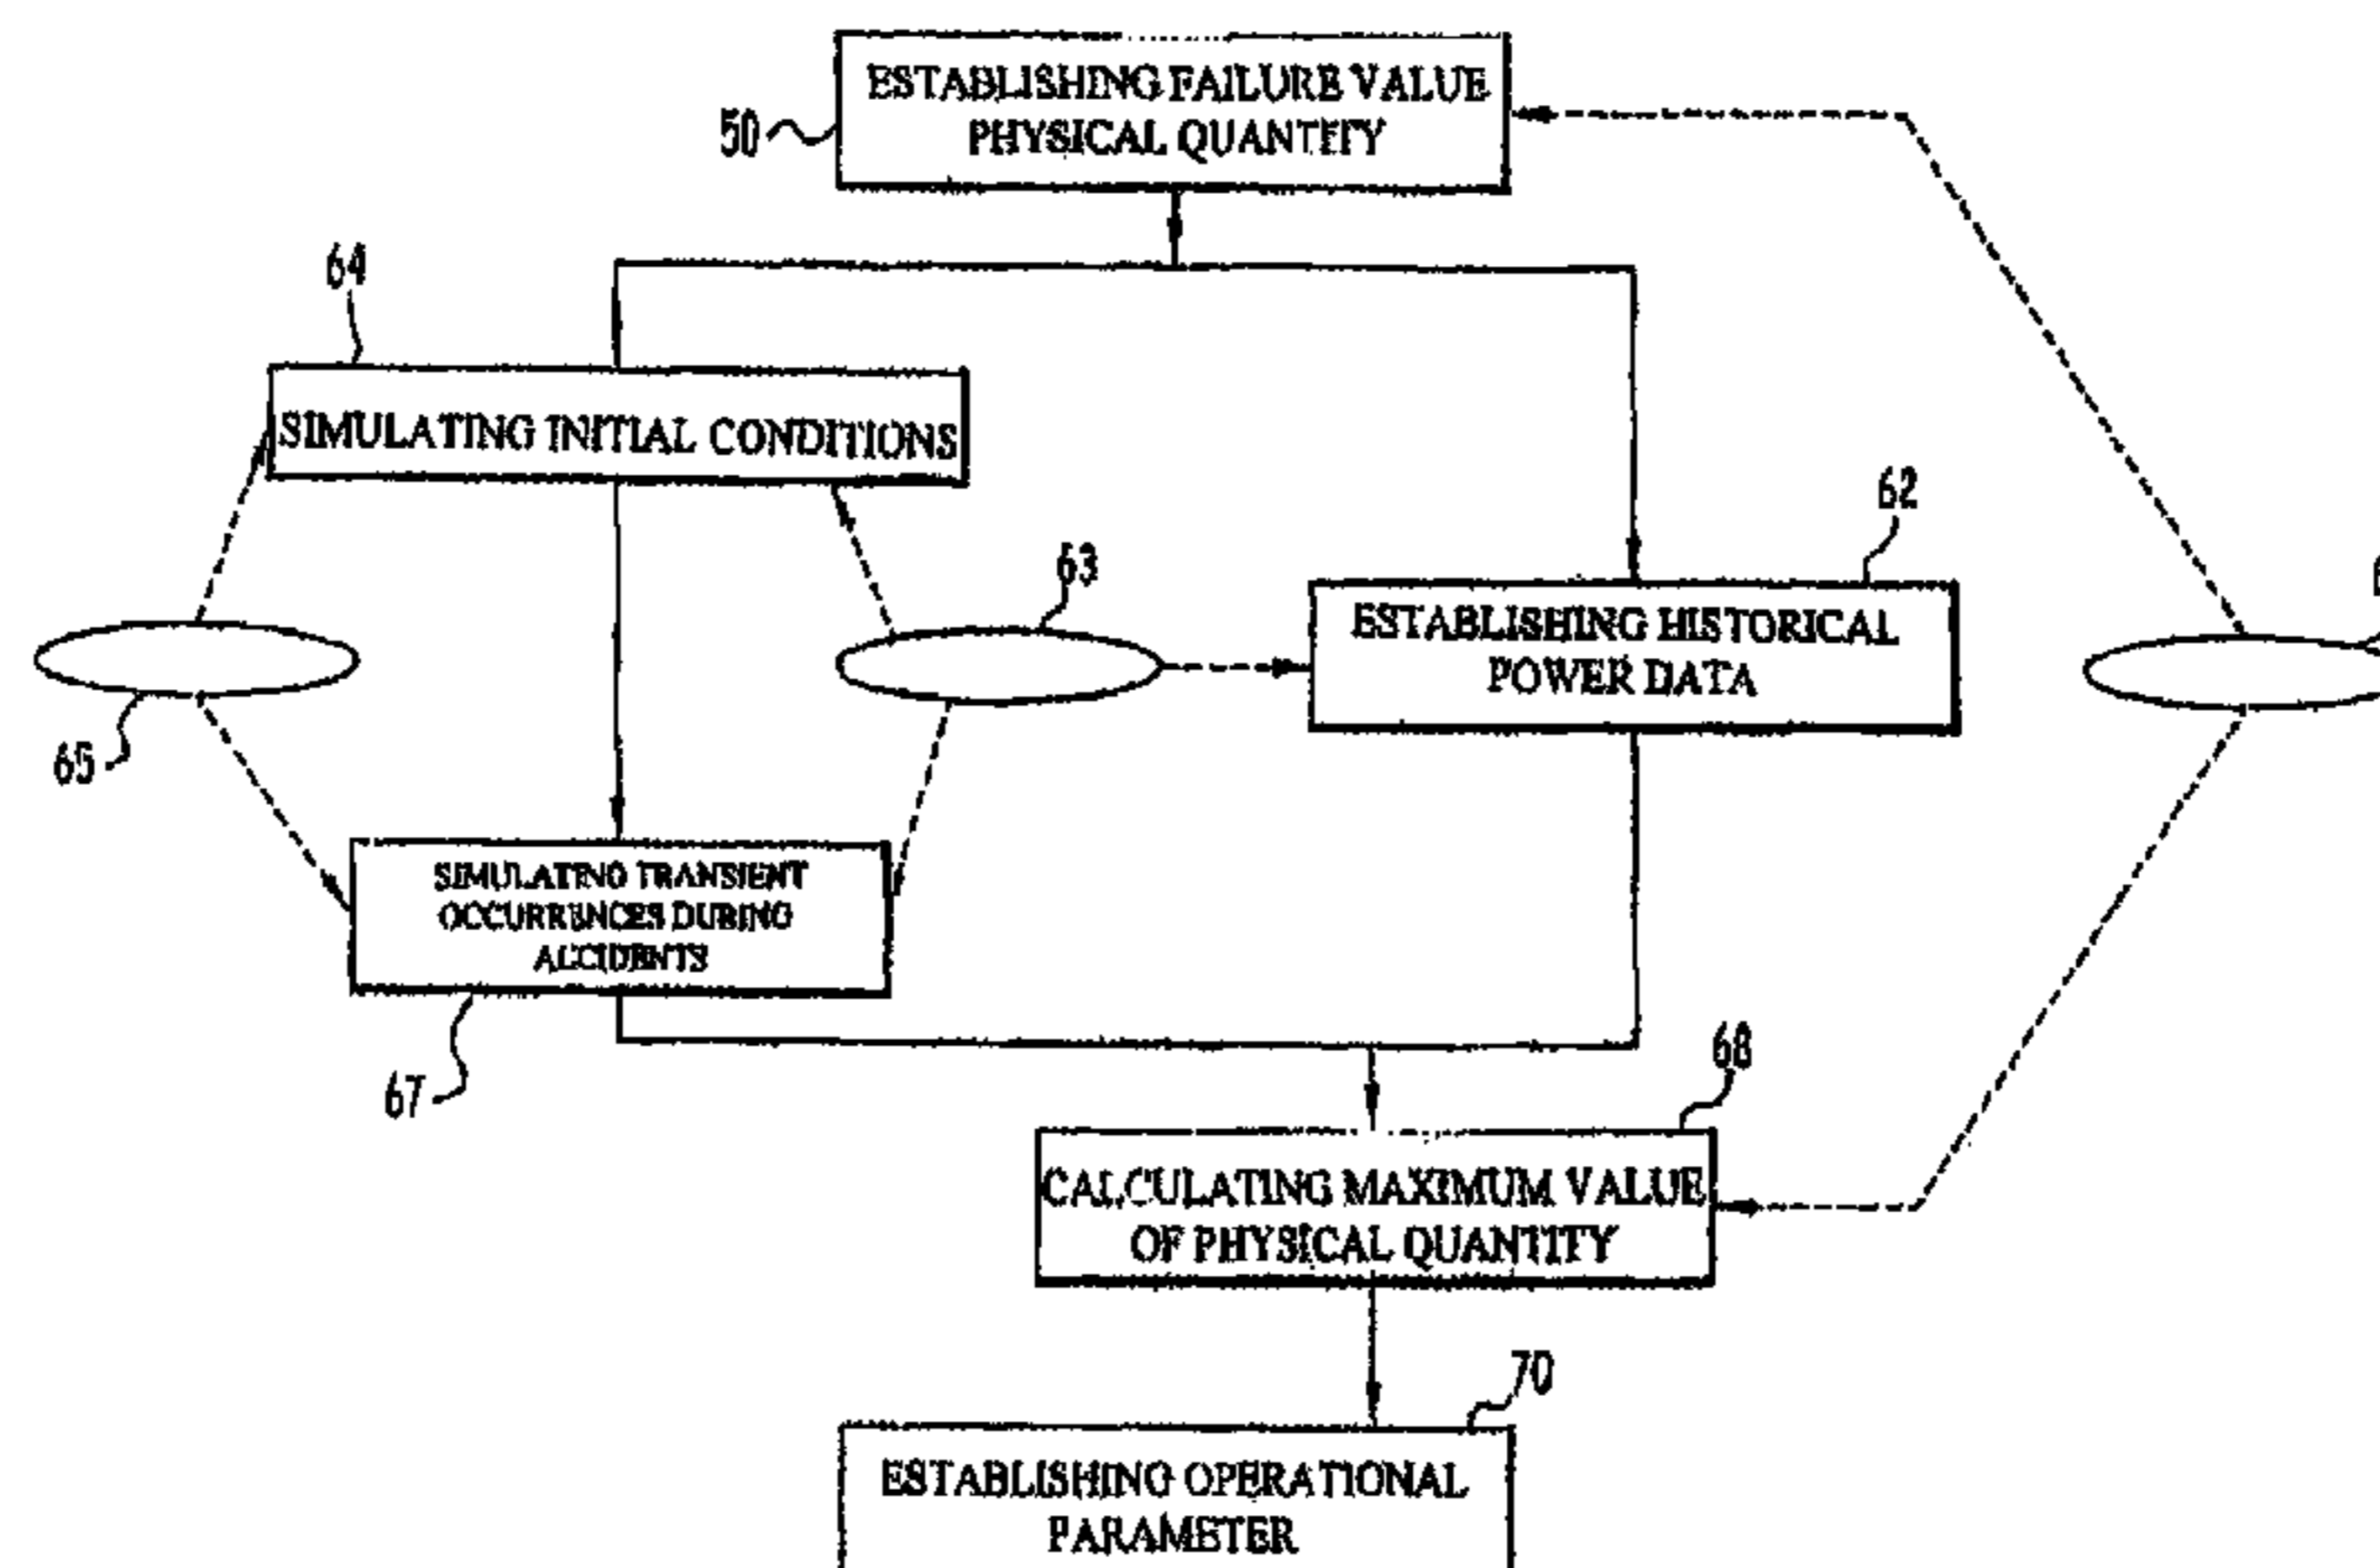 ESTABLISHING FAILURE VALUE
PHYSICAL QUANTITY
50
64
SIMULATING INITIAL CONDITIONS
62
63
ESTABLISHING HISTORICAL
POWER DATA
65
SIMULATING TRANSIENT
OCCURRENCES DURING
ACCIDENTS
67
68
CALCULATING MAXIMUM VALUE
OF PHYSICAL QUANTITY
70
ESTABLISHING OPERATIONAL
PARAMETER